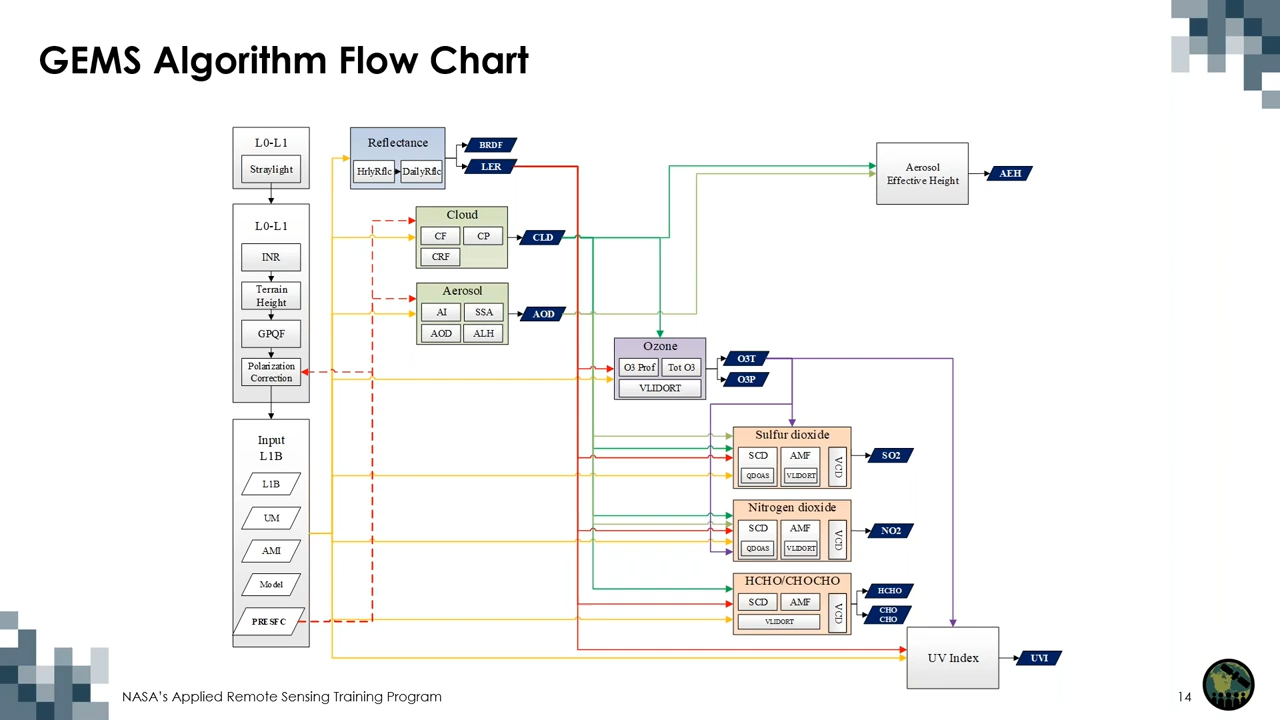 GEMS Algorithm Flow Chart
L0-L1
Straylight
L0-L1
INR
Terrain
Height
GPQF
Polarization
Correction
Input
L1B
L1B
UM
AMI
Model
PRESFC
Reflectance
HrlyRflc
DailyRflc
BRDF
LER
Cloud
CF
CP
CRF
CLD
Aerosol
AI
SSA
AOD
ALH
AOD
Aerosol
Effective Height
AEH
Ozone
O3 Prof
Tot O3
VLIDORT
O3T
O3P
Sulfur dioxide
SCD
AMF
VCD
QDOAS
VLIDORT
SO2
Nitrogen dioxide
SCD
AMF
VCD
QDOAS
VLIDORT
NO2
HCHO/CHOCHO
SCD
AMF
VCD
VLIDORT
HCHO
CHO
CHO
UV Index
UVI
NASA's Applied Remote Sensing Training Program
14